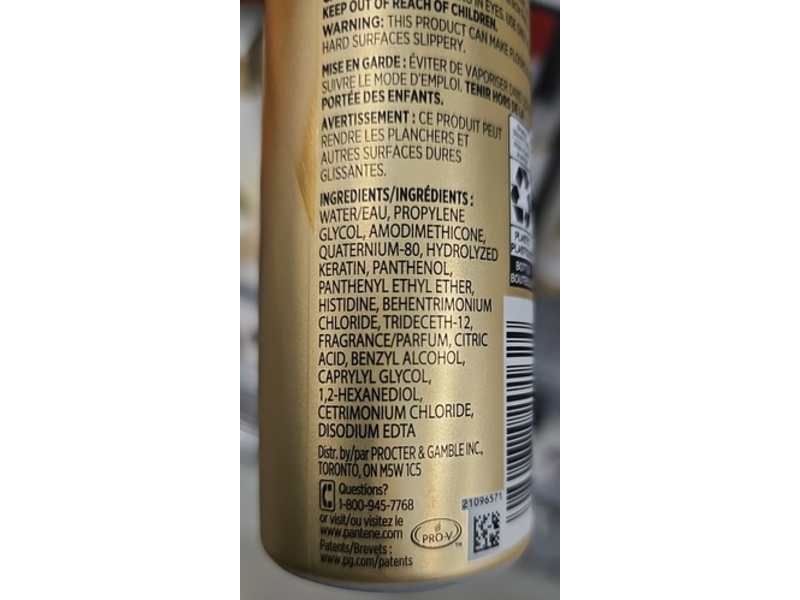 IN EYES. USE
KEEP OUT OF REACH OF CHILDREN.
WARNING: THIS PRODUCT CAN MAKE
HARD SURFACES SLIPPERY.
MISE EN GARDE : ÉVITER DE VAPORISER
SUIVRE LE MODE D'EMPLOI. TENIR HORS DE LA
PORTÉE DES ENFANTS.
AVERTISSEMENT : CE PRODUIT PEUT
RENDRE LES PLANCHERS ET
AUTRES SURFACES DURES
GLISSANTES.
INGREDIENTS/INGRÉDIENTS :
WATER/EAU, PROPYLENE
GLYCOL, AMODIMETHICONE,
QUATERNIUM-80, HYDROLYZED
KERATIN, PANTHENOL,
PANTHENYL ETHYL ETHER,
HISTIDINE, BEHENTRIMONIUM
CHLORIDE, TRIDECETH-12,
FRAGRANCE/PARFUM, CITRIC
ACID, BENZYL ALCOHOL,
CAPRYLYL GLYCOL,
1,2-HEXANEDIOL,
CETRIMONIUM CHLORIDE,
DISODIUM EDTA
Distr. by/par PROCTER & GAMBLE INC.,
TORONTO, ON M5W 1C5
Questions?
1-800-945-7768
or visit/ou visitez le
www.pantene.com
Patents/Brevets :
www.pg.com/patents
PRO-V™
21096571